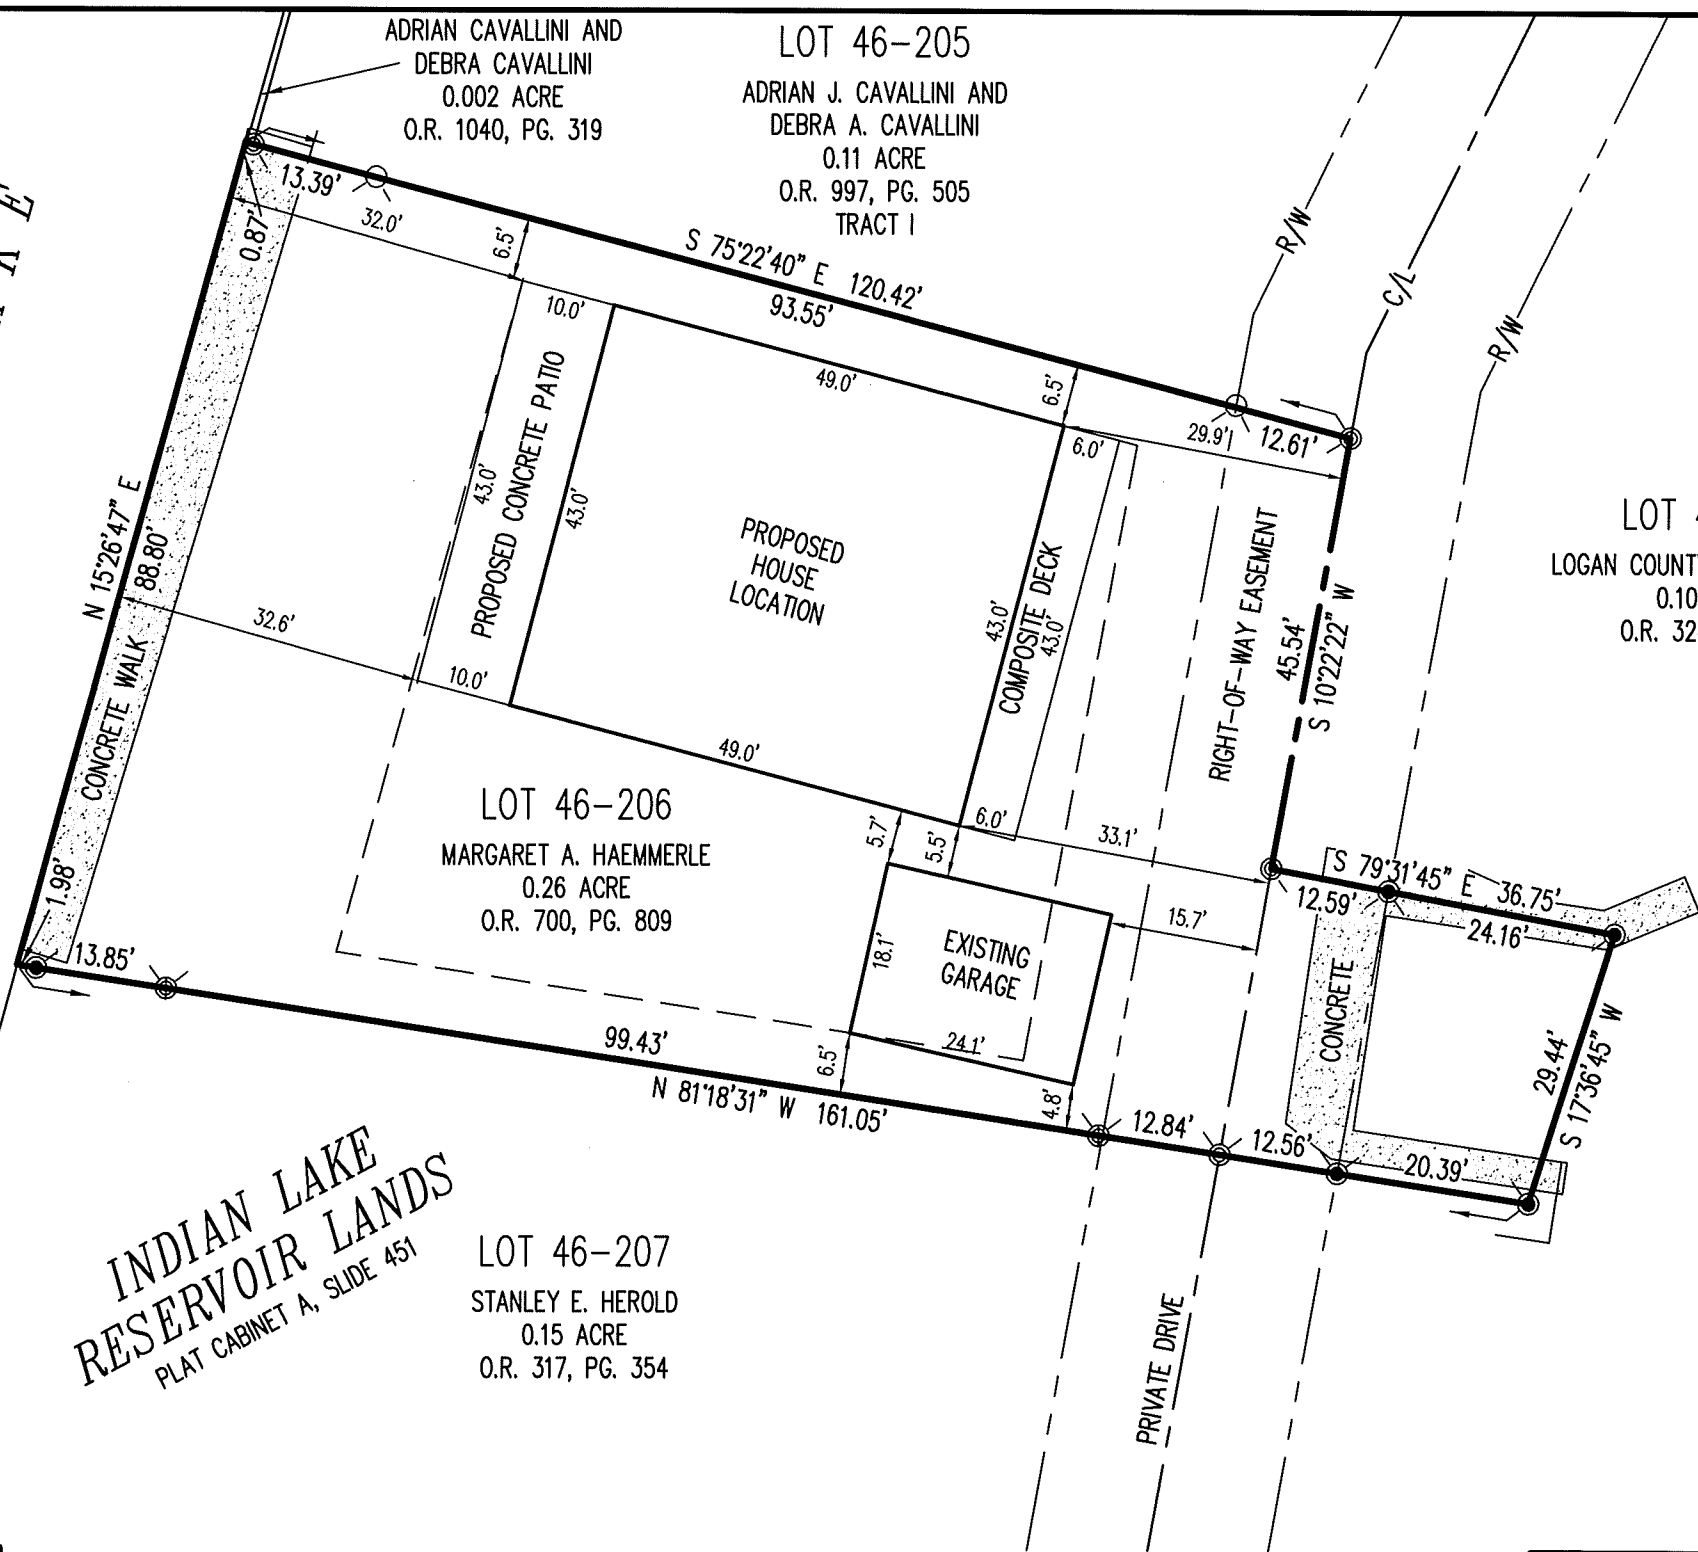 ADRIAN CAVALLINI AND
DEBRA CAVALLINI
0.002 ACRE
O.R. 1040, PG. 319
LOT 46-205
ADRIAN J. CAVALLINI AND
DEBRA A. CAVALLINI
0.11 ACRE
O.R. 997, PG. 505
TRACT I
R/W
C/L
R/W
13.39'
0.87'
32.0'
6.5'
S 75°22'40" E 120.42'
93.55'
10.0'
49.0'
6.5'
29.9'
12.61'
6.0'
PROPOSED CONCRETE PATIO
43.0'
43.0'
PROPOSED
HOUSE
LOCATION
43.0'
COMPOSITE DECK
43.0'
RIGHT-OF-WAY EASEMENT
45.54'
S 10°22'22" W
LOT
LOGAN COUNT
0.10
O.R. 32
N 15°26'47" E
88.80'
CONCRETE WALK
32.6'
10.0'
49.0'
6.0'
33.1'
LOT 46-206
MARGARET A. HAEMMERLE
0.26 ACRE
O.R. 700, PG. 809
5.7'
5.5'
S 79°31'45" E 36.75'
12.59'
24.16'
15.7'
1.98'
13.85'
18.1'
EXISTING
GARAGE
24.1'
CONCRETE
29.44'
S 17°36'45" W
99.43'
6.5'
4.8'
N 81°18'31" W 161.05'
12.84'
12.56'
20.39'
INDIAN LAKE
RESERVOIR LANDS
PLAT CABINET A, SLIDE 451
LOT 46-207
STANLEY E. HEROLD
0.15 ACRE
O.R. 317, PG. 354
PRIVATE DRIVE